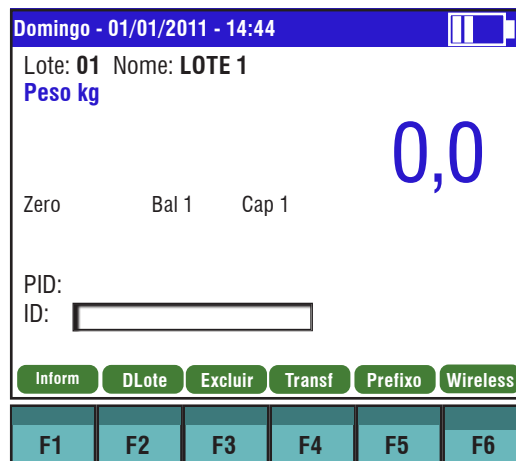 Domingo - 01/01/2011 - 14:44
Lote: 01 Nome: LOTE 1
Peso kg
0,0
Zero Bal 1 Cap 1
PID:
ID:
Inform DLote Excluir Transf Prefixo Wireless
F1 F2 F3 F4 F5 F6